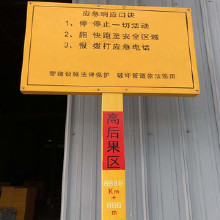 应急响应口诀
1、停 停止一切活动
2、跑 快跑至安全区域
3、报 拨打应急电话
管道设施法律保护 破坏管道依法惩团
高后果区
Km
+
m